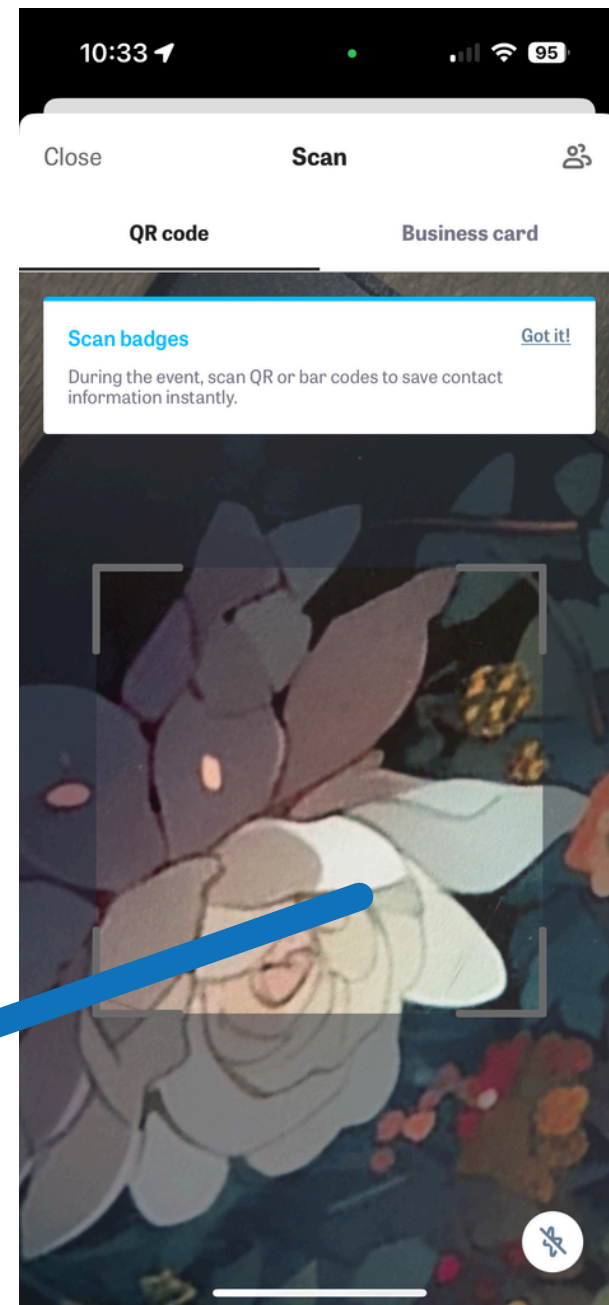 10:33
95
Close
Scan
QR code
Business card
Scan badges
Got it!
During the event, scan QR or bar codes to save contact
information instantly.